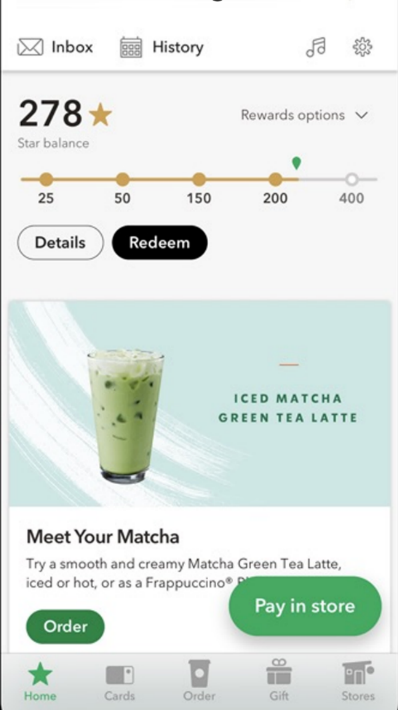 Inbox
History
278
Rewards options
Star balance
25
50
150
200
400
Details
Redeem
ICED MATCHA
GREEN TEA LATTE
Meet Your Matcha
Try a smooth and creamy Matcha Green Tea Latte,
iced or hot, or as a Frappuccino®
Pay in store
Order
Home
Cards
Order
Gift
Stores